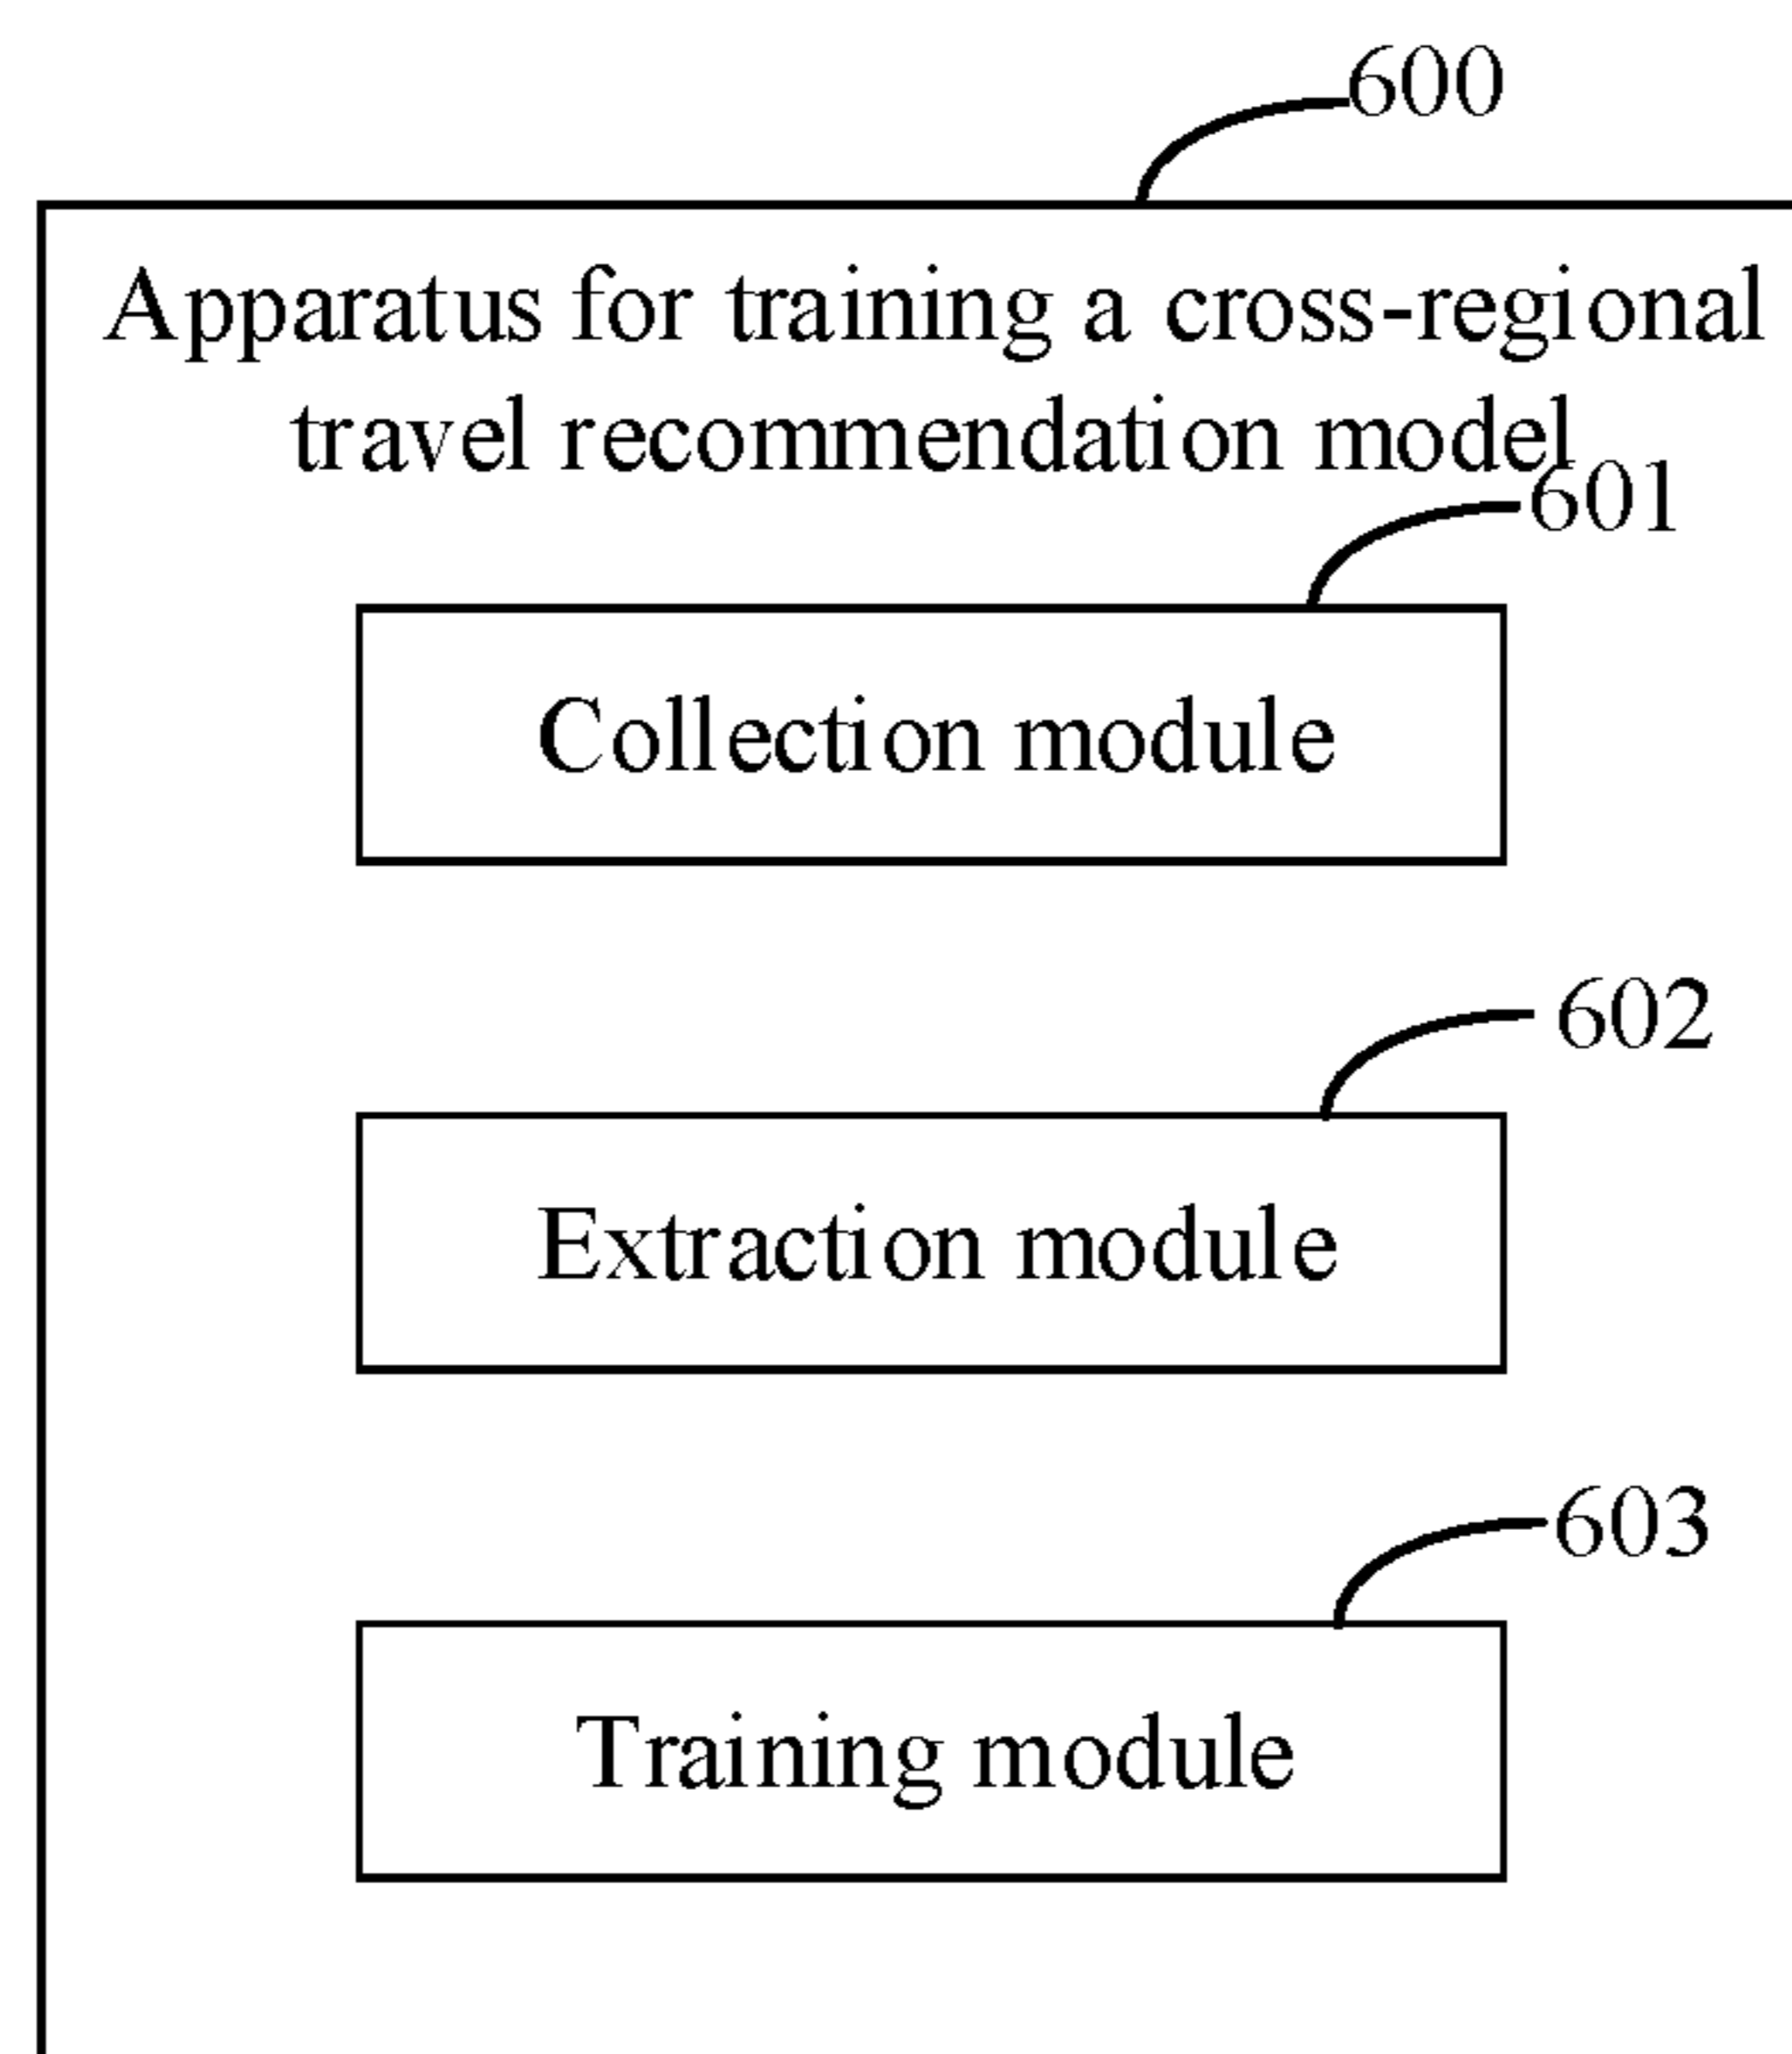 600
Apparatus for training a cross-regional
travel recommendation model
601
Collection module
602
Extraction module
603
Training module